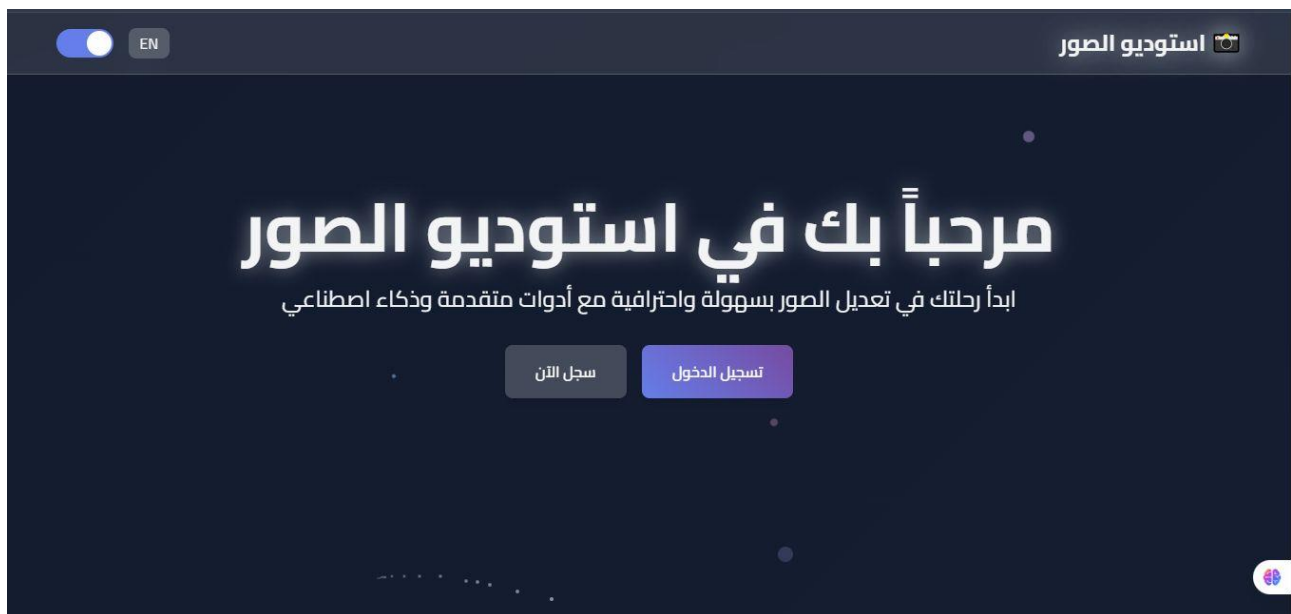 📸 استوديو الصور
EN
مرحباً بك في استوديو الصور
ابدأ رحلتك في تعديل الصور بسهولة واحترافية مع أدوات متقدمة وذكاء اصطناعي
تسجيل الدخول
سجل الآن